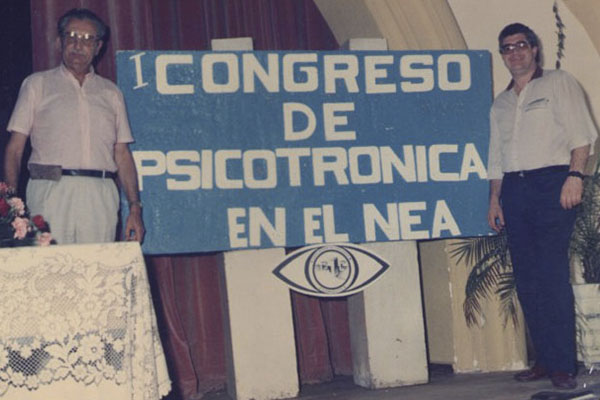 I CONGRESO
DE
PSICOTRONICA
EN EL NEA